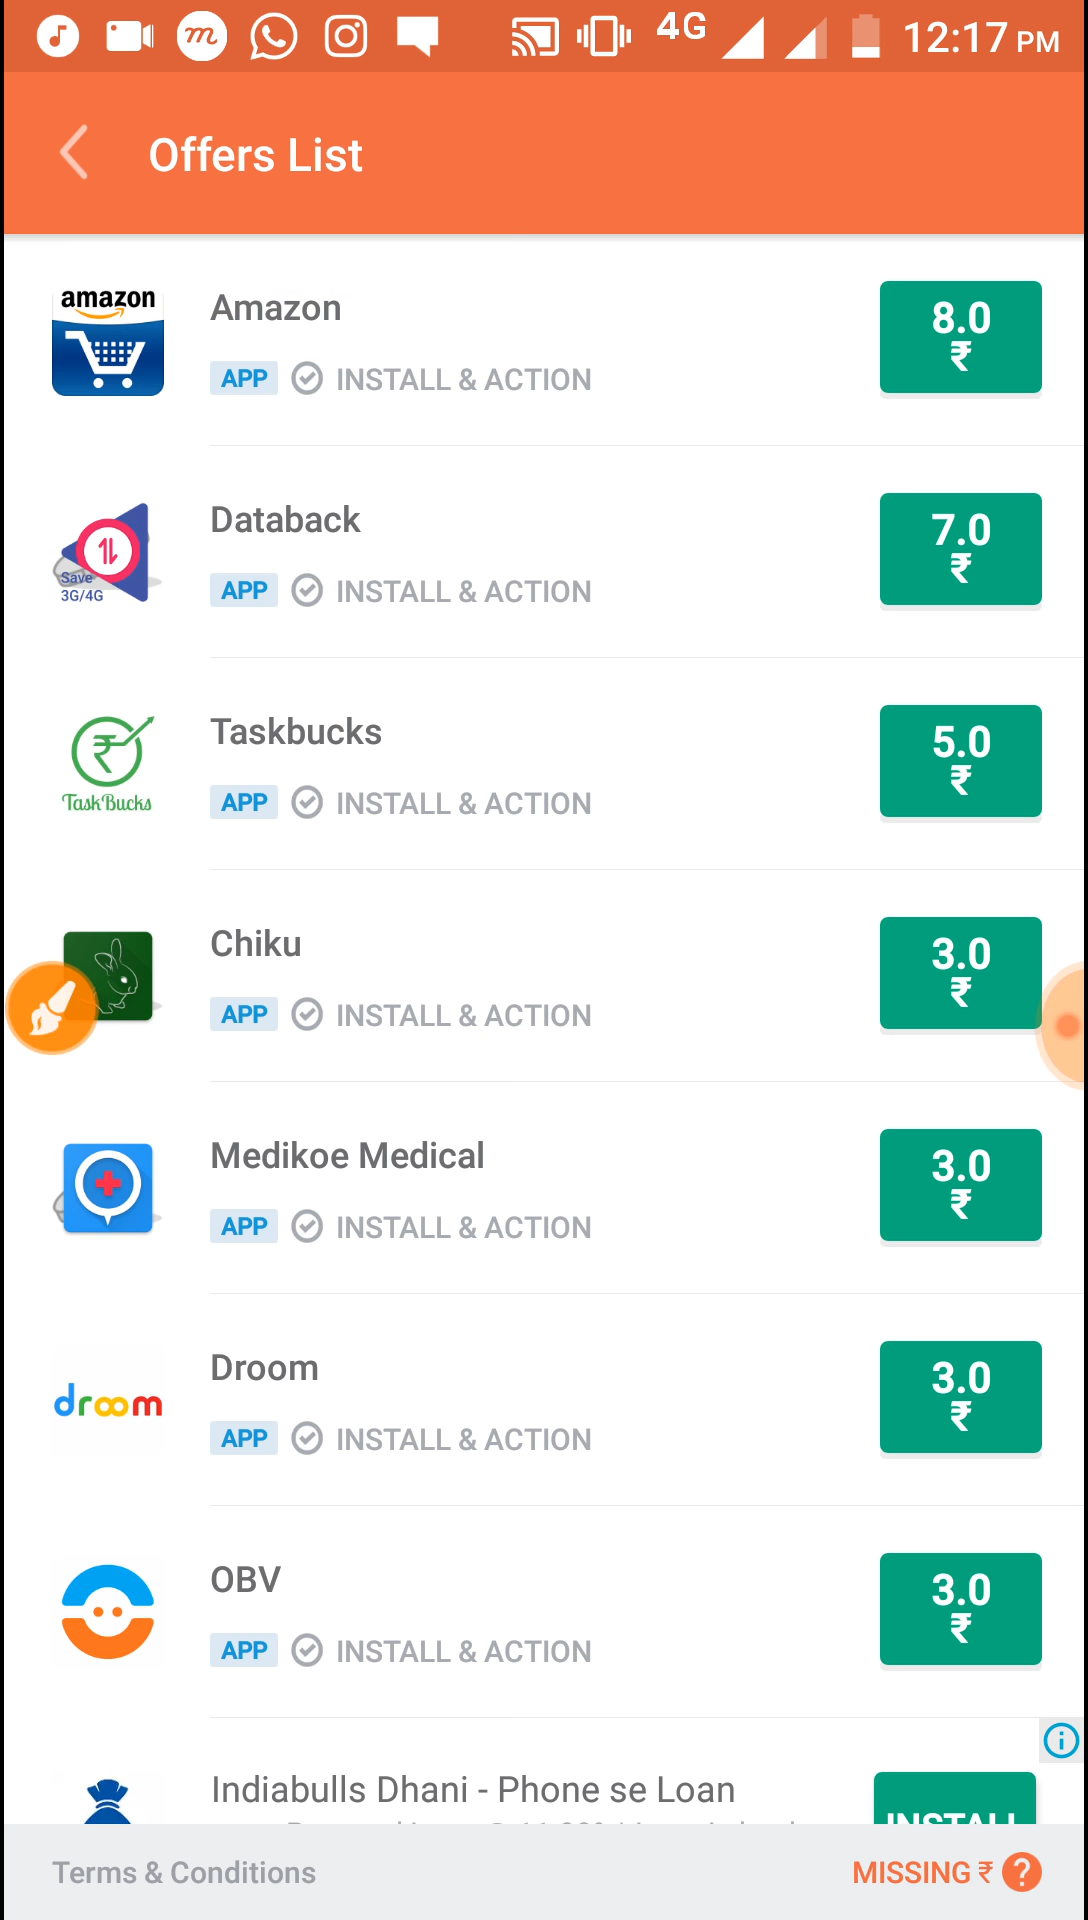 4G 12:17 PM
Offers List
amazon
Amazon
8.0
₹
APP INSTALL & ACTION
Databack
7.0
₹
Save
3G/4G
APP INSTALL & ACTION
Taskbucks
5.0
₹
TaskBucks
APP INSTALL & ACTION
Chiku
3.0
₹
APP INSTALL & ACTION
Medikoe Medical
3.0
₹
APP INSTALL & ACTION
Droom
3.0
₹
droom
APP INSTALL & ACTION
OBV
3.0
₹
APP INSTALL & ACTION
Indiabulls Dhani - Phone se Loan
INSTALL
Terms & Conditions
MISSING ₹ ?